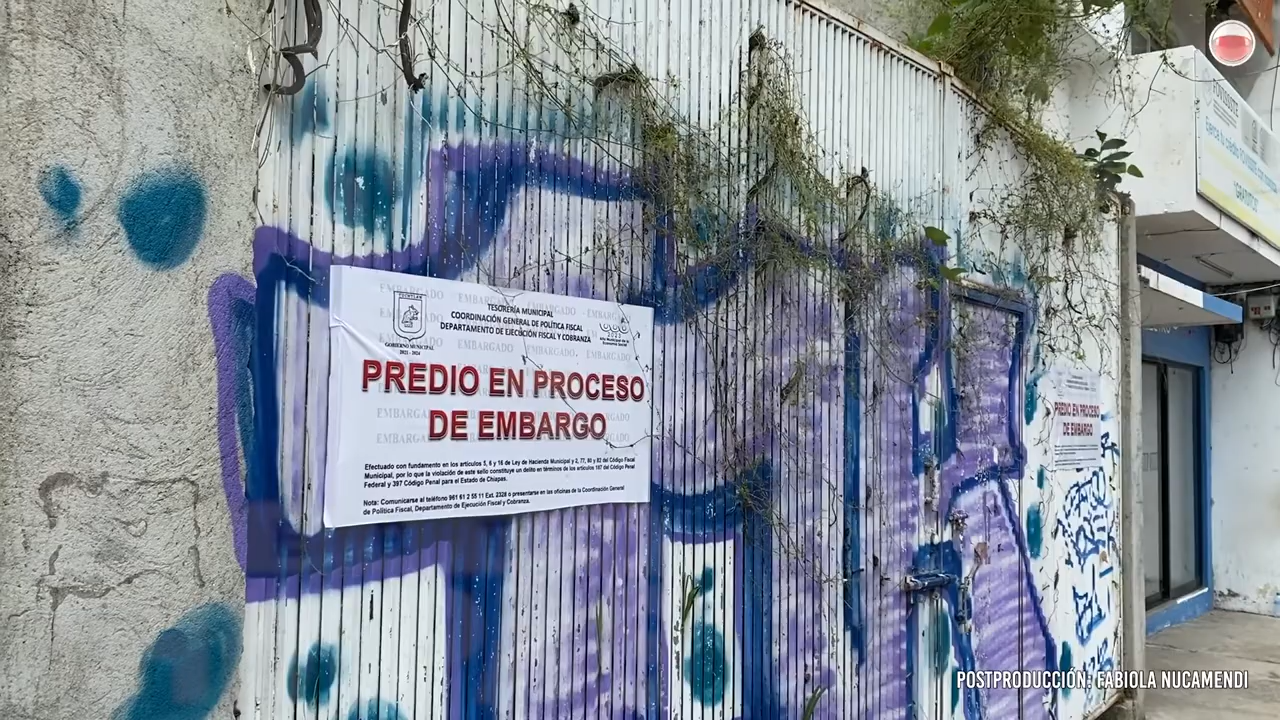 TESORERÍA MUNICIPAL
COORDINACIÓN GENERAL DE POLÍTICA FISCAL
DEPARTAMENTO DE EJECUCIÓN FISCAL Y COBRANZA
GOBIERNO MUNICIPAL
2021 - 2024
2023
EMBARGADO
PREDIO EN PROCESO
DE EMBARGO
Efectuado con fundamento en los artículos 5, 6 y 16 de Ley de Hacienda Municipal y 2, 77, 80 y 82 del Código Fiscal
Municipal, por lo que la violación de este sello constituye un delito en términos de los artículos 187 del Código Penal
Federal y 397 Código Penal para el Estado de Chiapas.
Nota: Comunicarse al teléfono 961 61 2 55 11 Ext. 2328 o presentarse en las oficinas de la Coordinación General
de Política Fiscal, Departamento de Ejecución Fiscal y Cobranza.
PREDIO EN PROCESO
DE EMBARGO
FOVISSSTE
POSTPRODUCCIÓN: FABIOLA NUCAMENDI